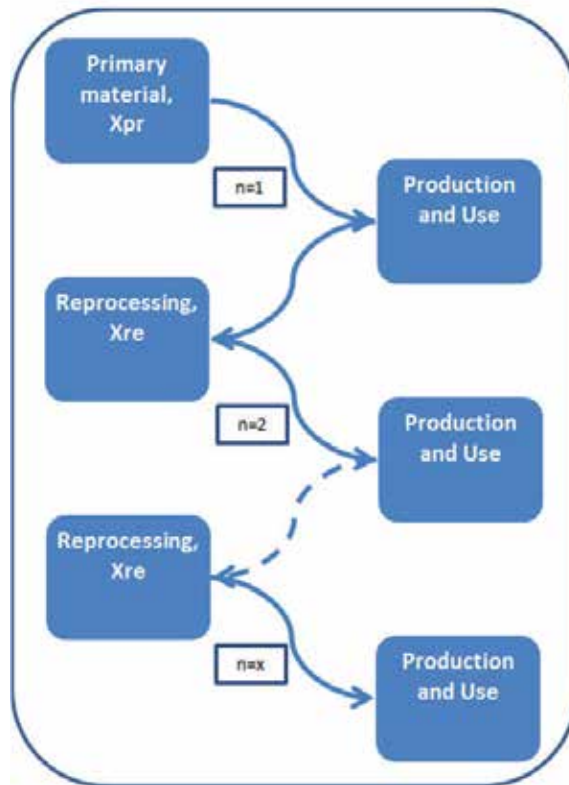 Primary
material,
Xpr
n=1
Production
and Use
Reprocessing,
Xre
n=2
Production
and Use
Reprocessing,
Xre
n=x
Production
and Use